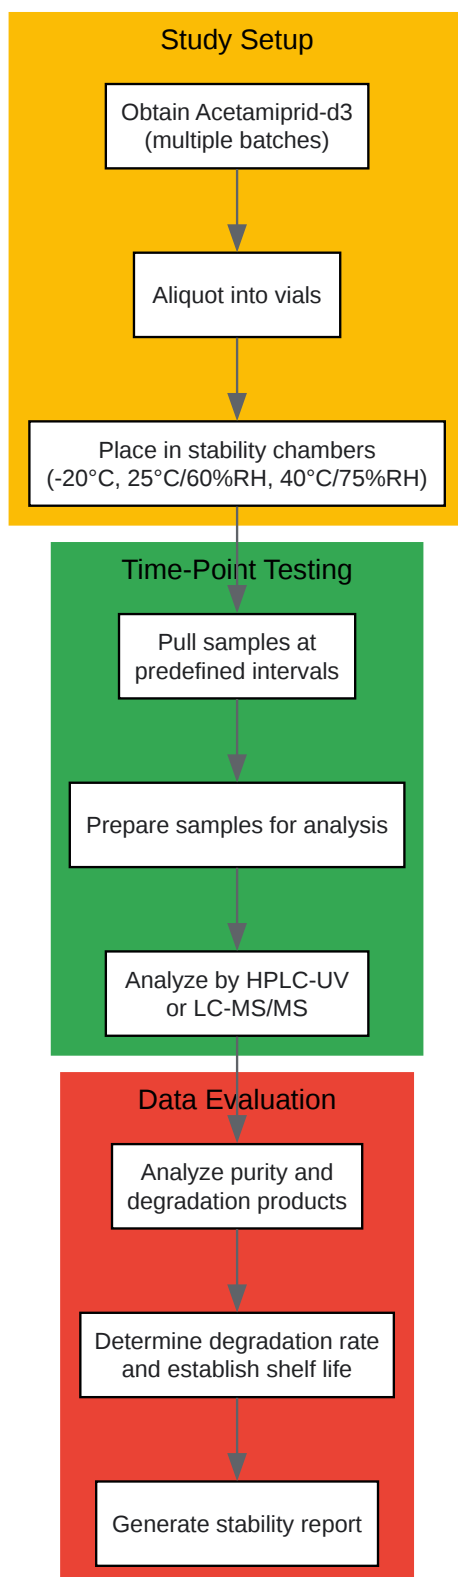 Study Setup
Obtain Acetamiprid-d3
(multiple batches)
Aliquot into vials
Place in stability chambers
(-20°C, 25°C/60%RH, 40°C/75%RH)
Time-Point Testing
Pull samples at
predefined intervals
Prepare samples for analysis
Analyze by HPLC-UV
or LC-MS/MS
Data Evaluation
Analyze purity and
degradation products
Determine degradation rate
and establish shelf life
Generate stability report